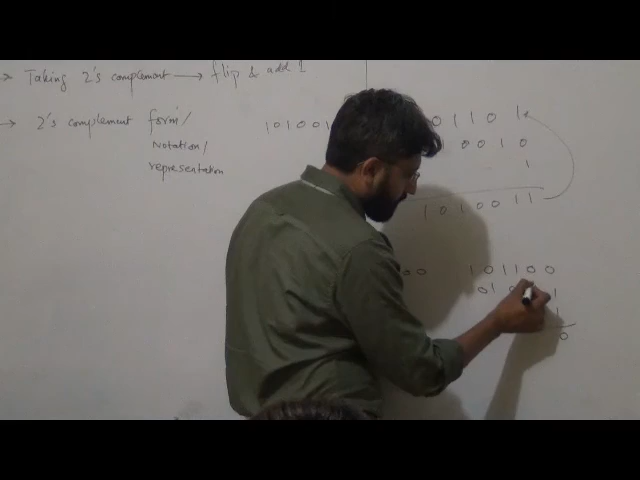 → Taking 2's complement → flip & add 1
→ 2's complement form/
Notation/
representation
1 0 1 0 0 1
0 1 1 0 1
0 0 1 0
1
1 0 1 0 0 1 1
0 0
1 0 1 1 0 0
0 1
1
1
0